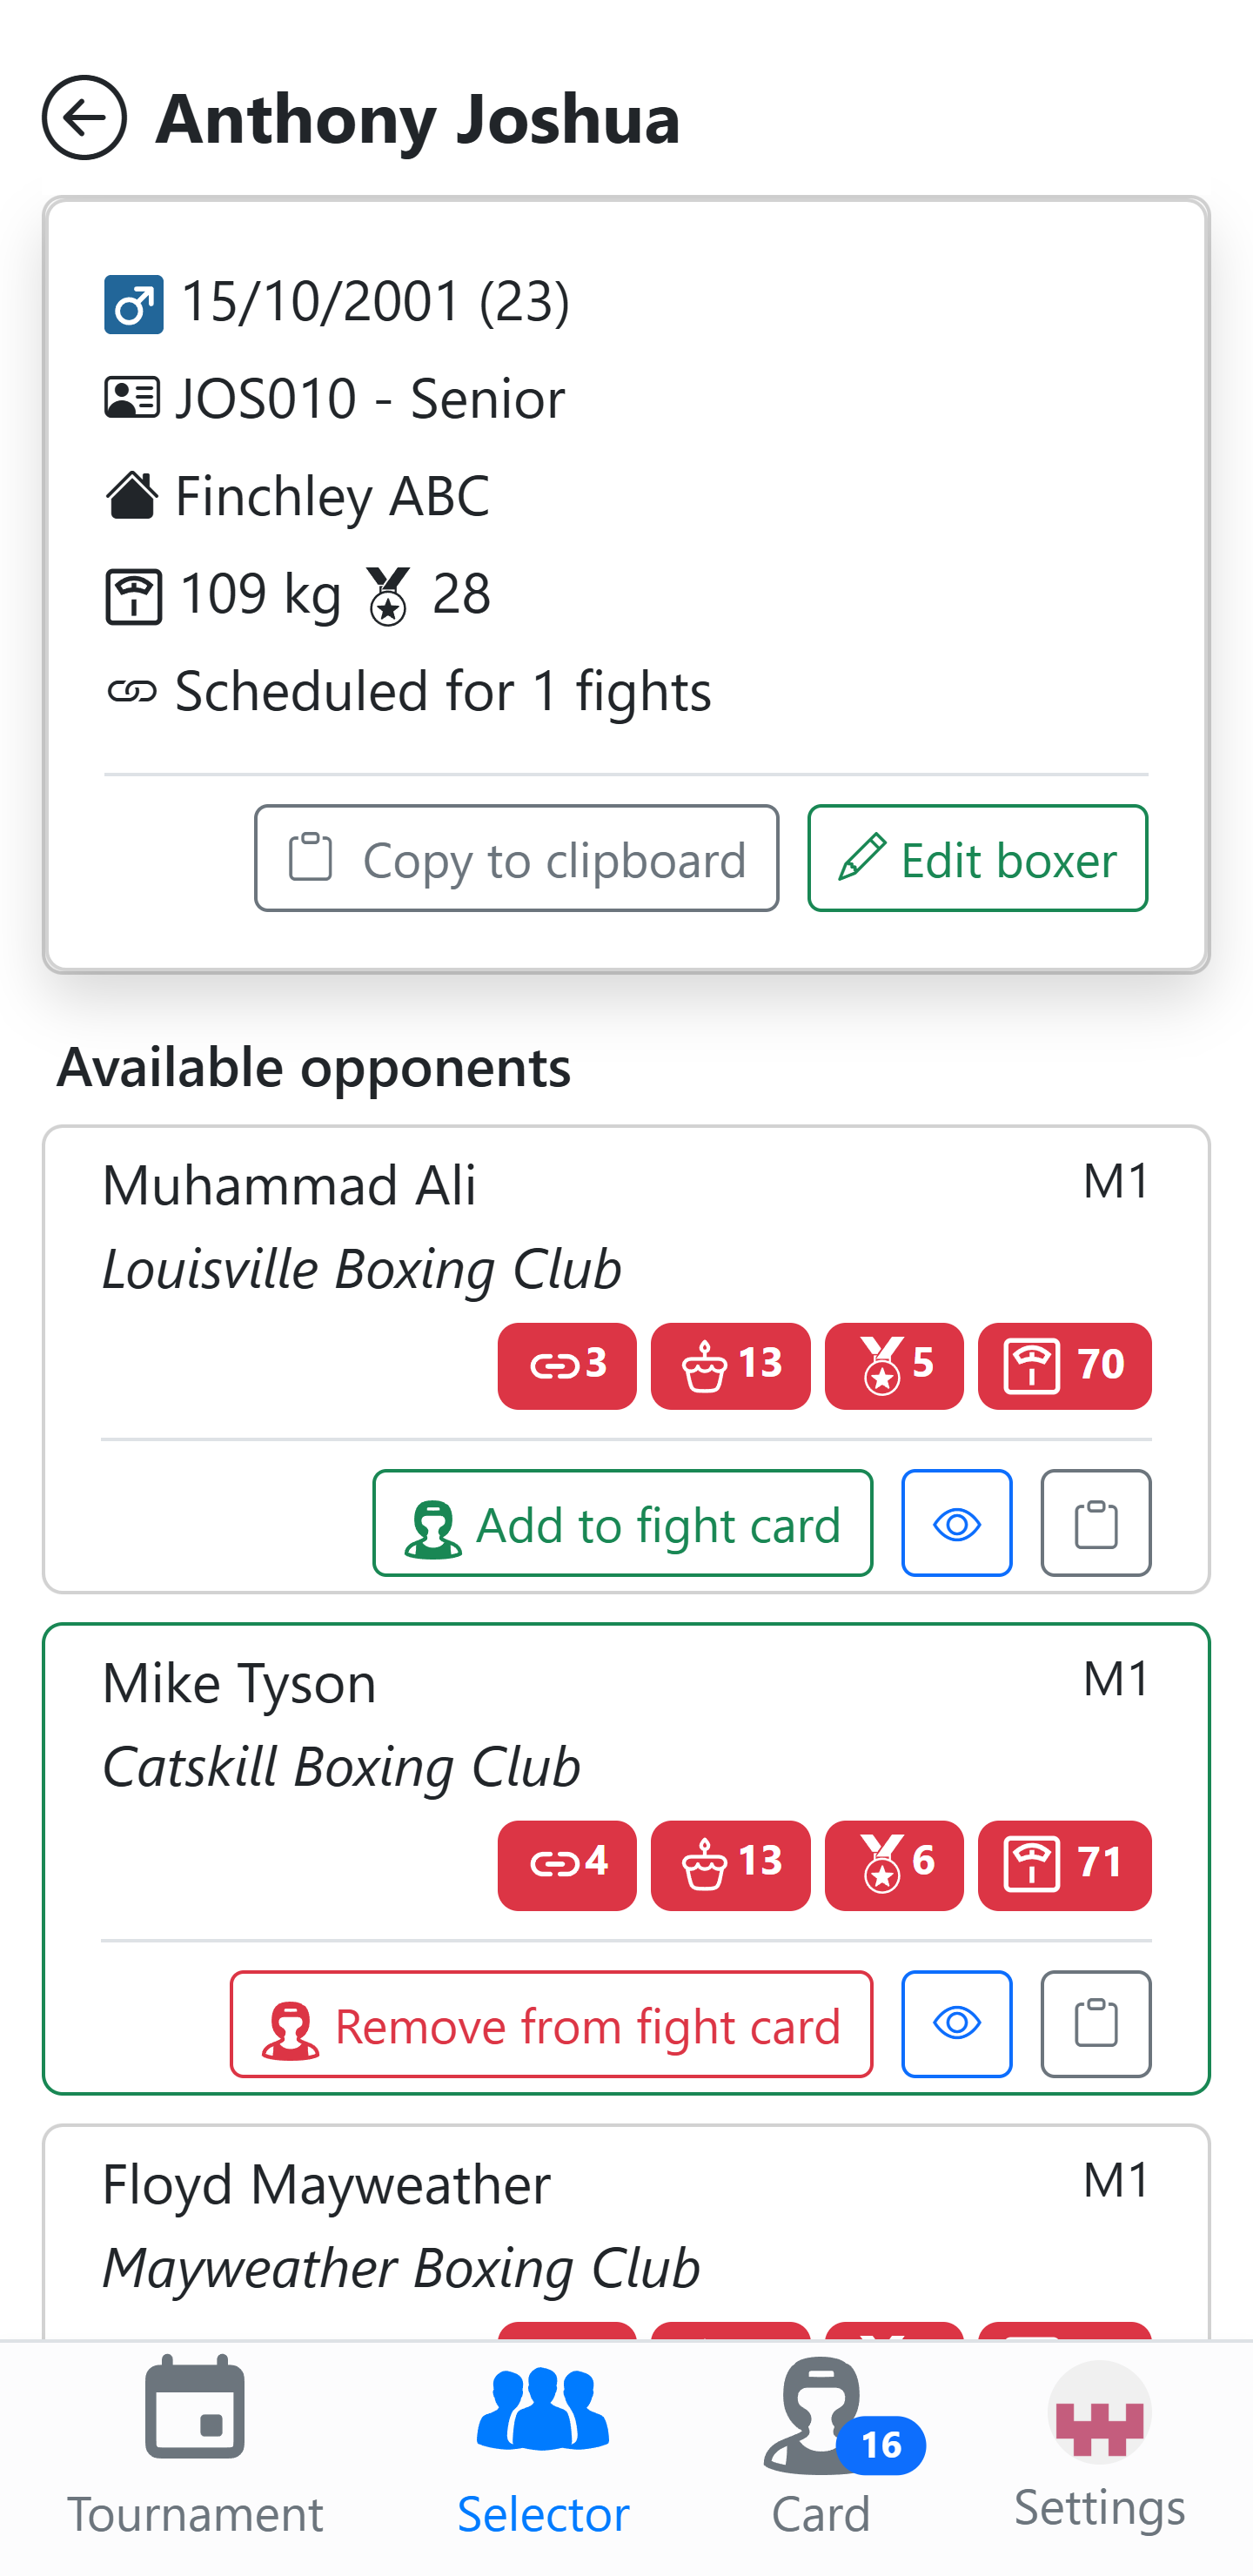 Anthony Joshua
15/10/2001 (23)
JOS010 - Senior
Finchley ABC
109 kg 28
Scheduled for 1 fights
Copy to clipboard Edit boxer
Available opponents
Muhammad Ali M1
Louisville Boxing Club
3 13 5 70
Add to fight card
Mike Tyson M1
Catskill Boxing Club
4 13 6 71
Remove from fight card
Floyd Mayweather M1
Mayweather Boxing Club
16
Tournament Selector Card Settings